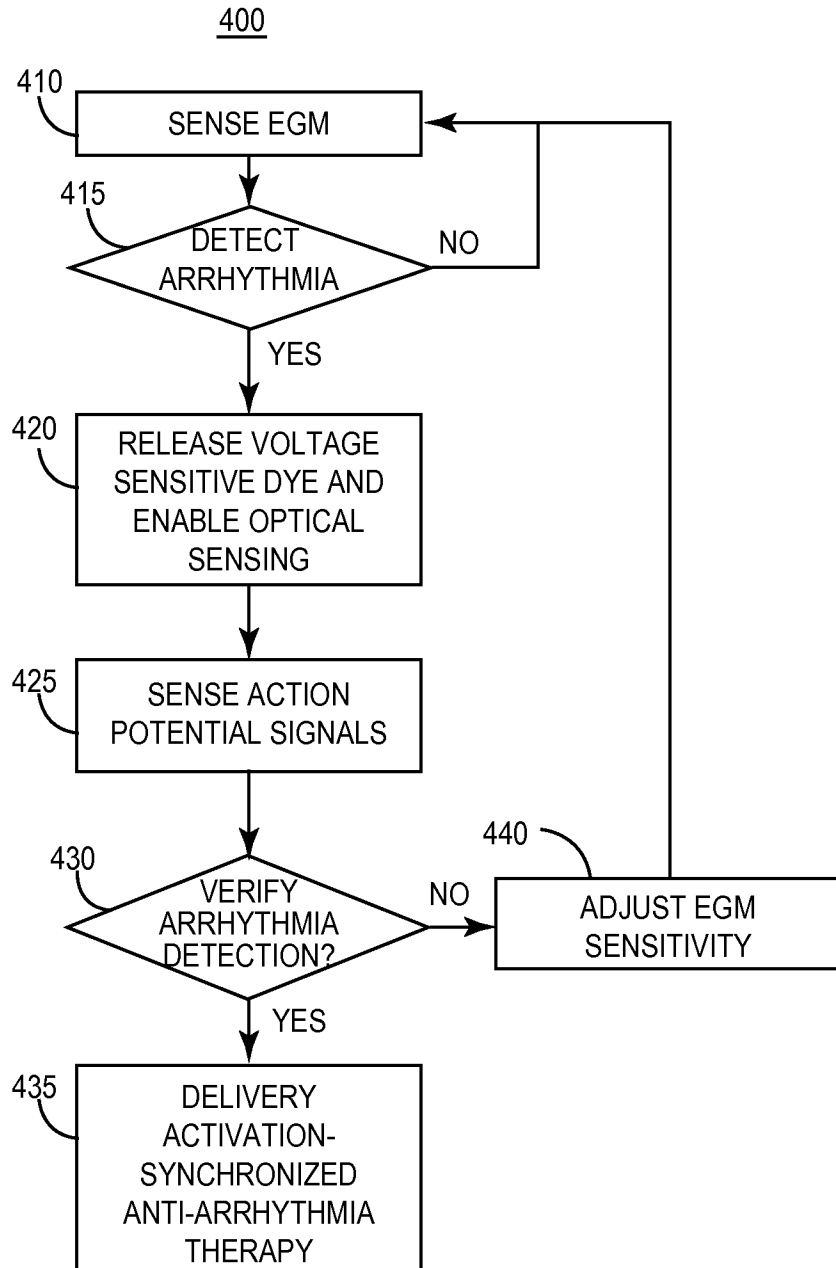 400
410
SENSE EGM
415
DETECT
ARRHYTHMIA
NO
YES
420
RELEASE VOLTAGE
SENSITIVE DYE AND
ENABLE OPTICAL
SENSING
425
SENSE ACTION
POTENTIAL SIGNALS
430
VERIFY
ARRHYTHMIA
DETECTION?
NO
440
ADJUST EGM
SENSITIVITY
YES
435
DELIVERY
ACTIVATION-
SYNCHRONIZED
ANTI-ARRHYTHMIA
THERAPY